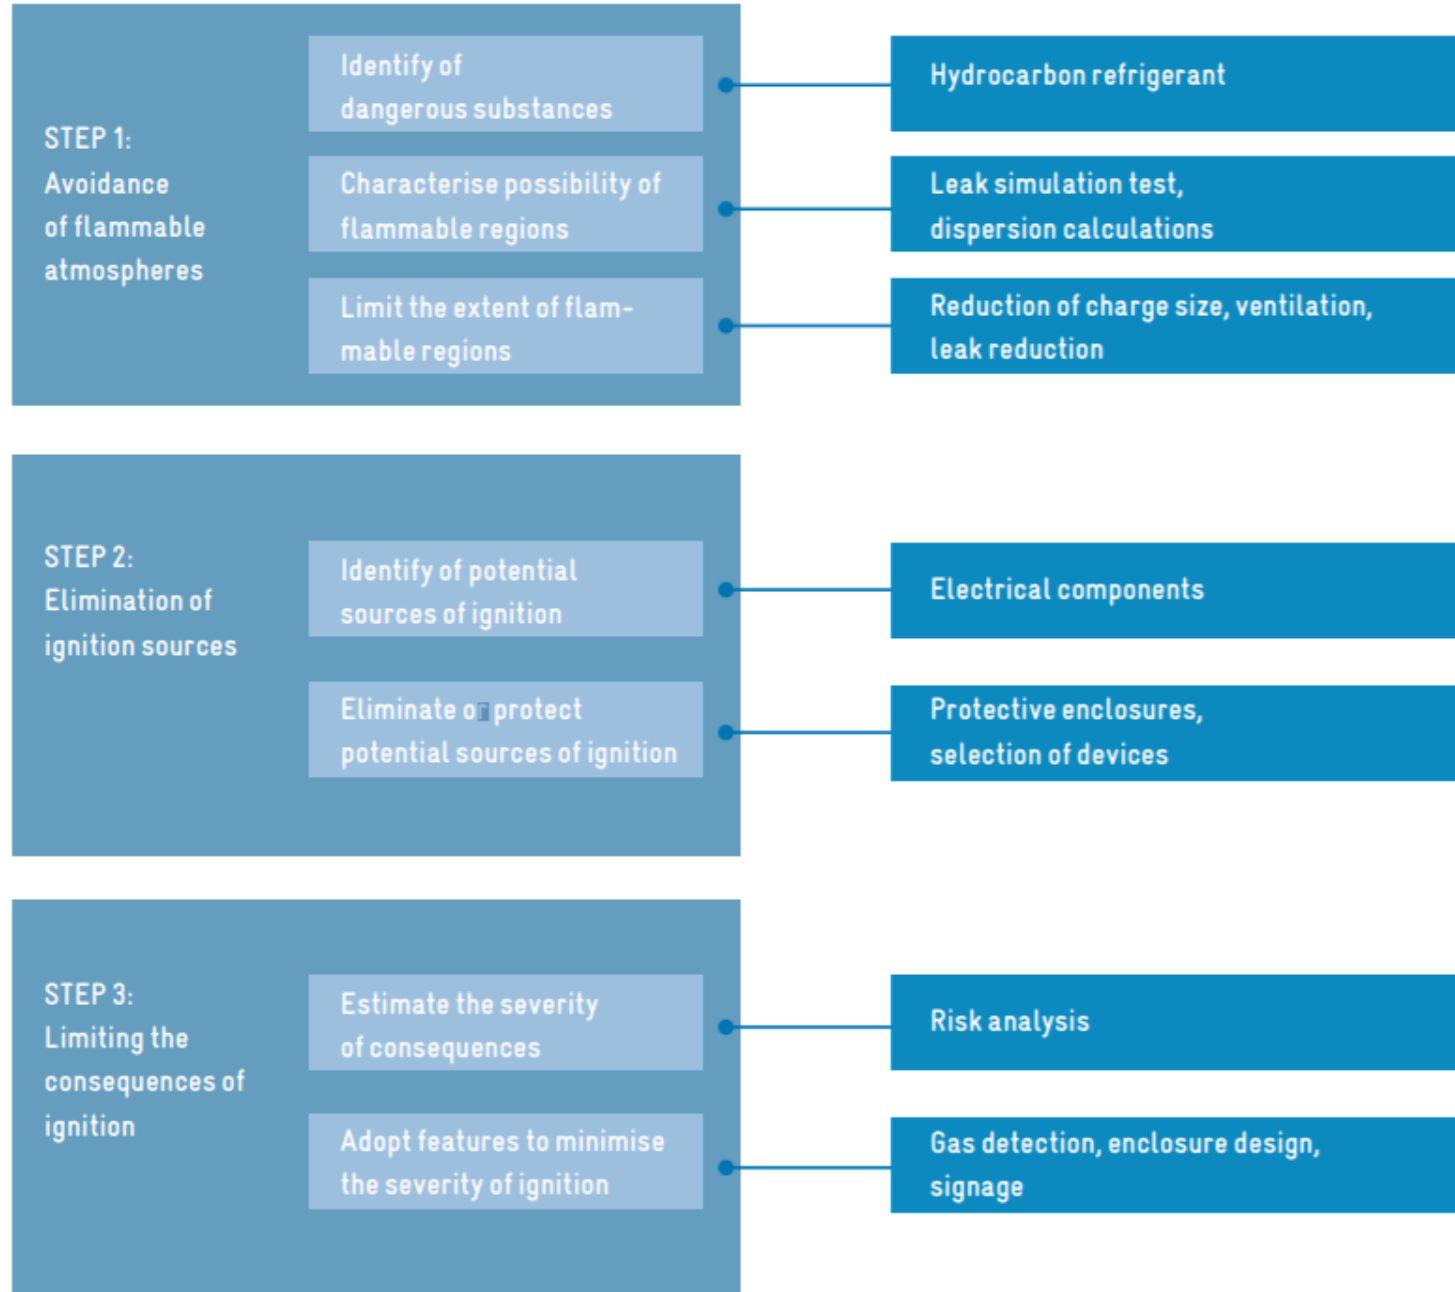 STEP 1:
Avoidance
of flammable
atmospheres
Identify of
dangerous substances
Hydrocarbon refrigerant
Characterise possibility of
flammable regions
Leak simulation test,
dispersion calculations
Limit the extent of flam-
mable regions
Reduction of charge size, ventilation,
leak reduction
STEP 2:
Elimination of
ignition sources
Identify of potential
sources of ignition
Electrical components
Eliminate or protect
potential sources of ignition
Protective enclosures,
selection of devices
STEP 3:
Limiting the
consequences of
ignition
Estimate the severity
of consequences
Risk analysis
Adopt features to minimise
the severity of ignition
Gas detection, enclosure design,
signage